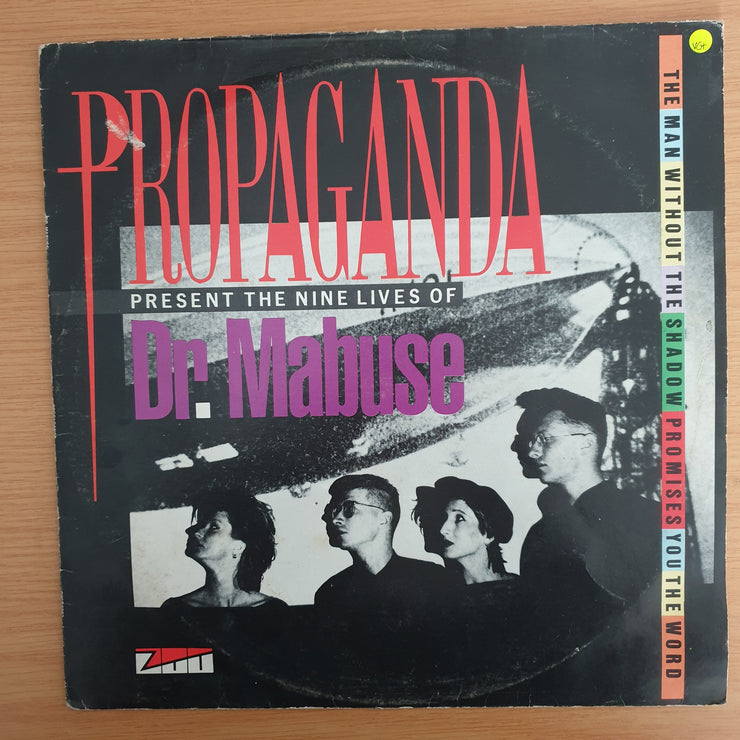 PROPAGANDA
PRESENT THE NINE LIVES OF
Dr. Mabuse
THE MAN WITHOUT THE SHADOW PROMISES YOU THE WORD
VG+
ZTT